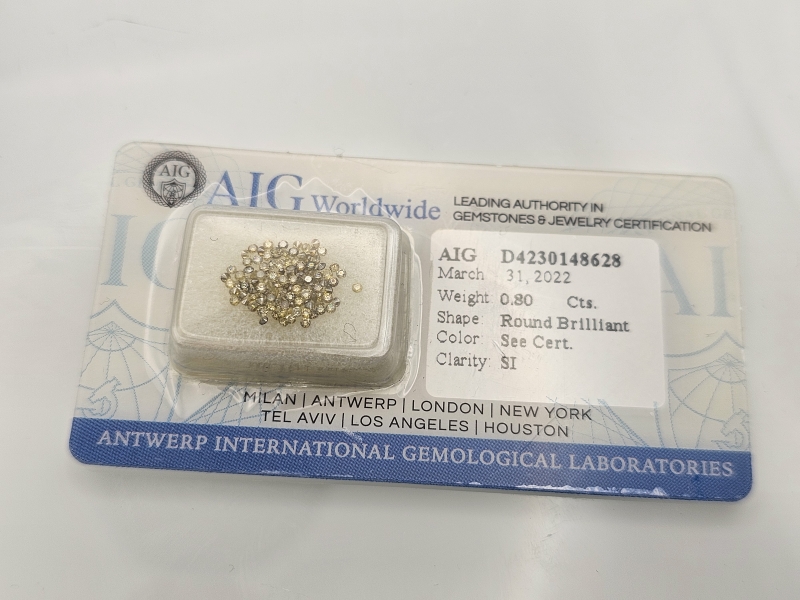 AIG
AIG Worldwide
LEADING AUTHORITY IN
GEMSTONES & JEWELRY CERTIFICATION
AIG D4230148628
March 31, 2022
Weight: 0.80 Cts.
Shape: Round Brilliant
Color: See Cert.
Clarity: SI
MILAN | ANTWERP | LONDON | NEW YORK
TEL AVIV | LOS ANGELES | HOUSTON
ANTWERP INTERNATIONAL GEMOLOGICAL LABORATORIES